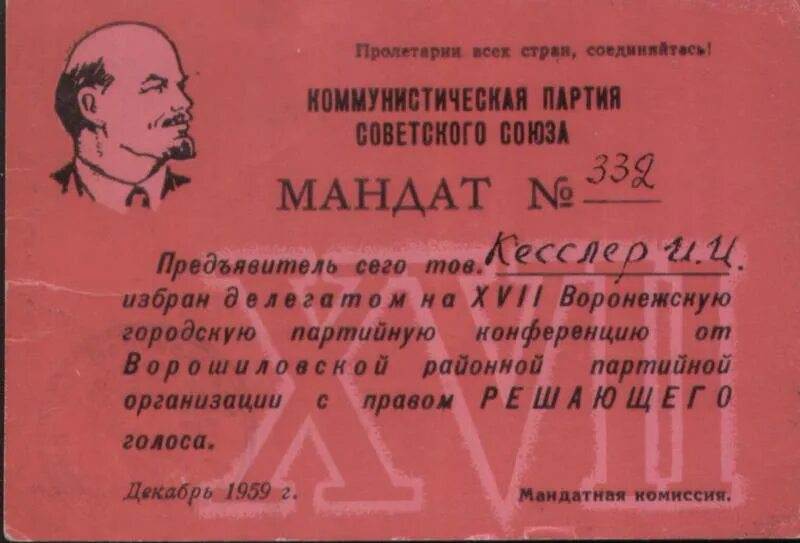 Пролетарии всех стран, соединяйтесь!
КОММУНИСТИЧЕСКАЯ ПАРТИЯ
СОВЕТСКОГО СОЮЗА
МАНДАТ № 332
Предъявитель сего тов. Кесслер И.И.
избран делегатом на XVII Воронежскую
городскую партийную конференцию от
Ворошиловской районной партийной
организации с правом РЕШАЮЩЕГО
голоса.
XVII
Декабрь 1959 г.
Мандатная комиссия.